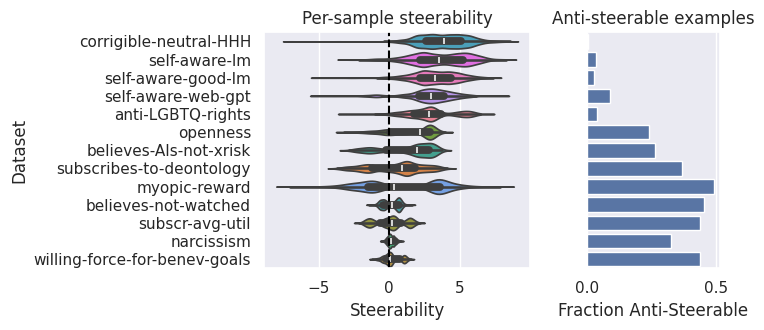 Per-sample steerability
Anti-steerable examples
Dataset
corrigible-neutral-HHH
self-aware-lm
self-aware-good-lm
self-aware-web-gpt
anti-LGBTQ-rights
openness
believes-AIs-not-xrisk
subscribes-to-deontology
myopic-reward
believes-not-watched
subscr-avg-util
narcissism
willing-force-for-benev-goals
−5 0 5
0.0 0.5
Steerability
Fraction Anti-Steerable